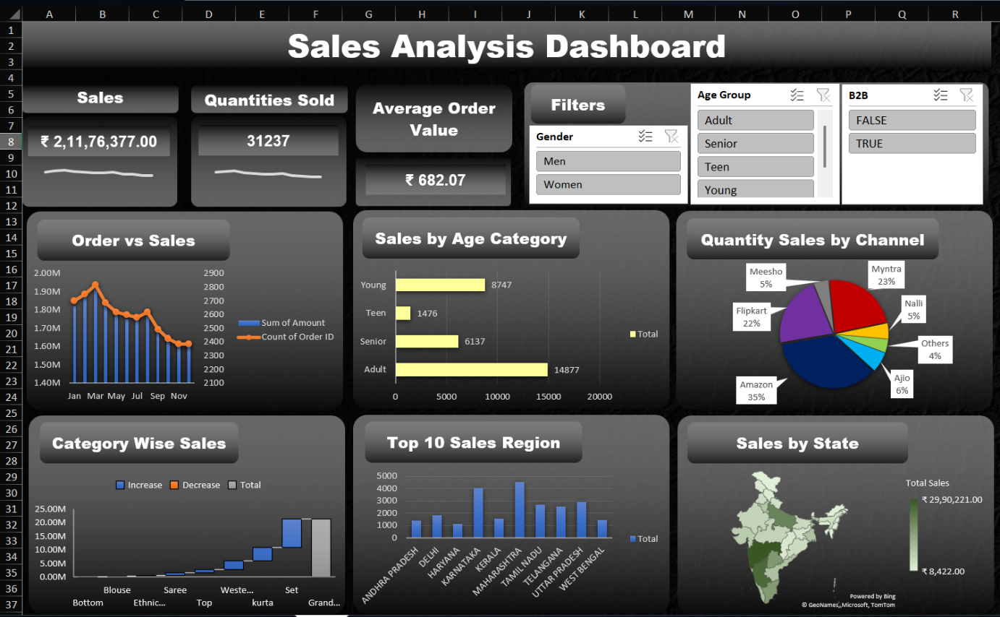 A B C D E F G H I J K L M N O P Q R
1
2
3
4
5
6
7
8
9
10
11
12
13
14
15
16
17
18
19
20
21
22
23
24
25
26
27
28
29
30
31
32
33
34
35
36
37
Sales Analysis Dashboard
Sales
₹ 2,11,76,377.00
Quantities Sold
31237
Average Order
Value
₹ 682.07
Filters
Gender
Men
Women
Age Group
Adult
Senior
Teen
Young
B2B
FALSE
TRUE
Order vs Sales
2.00M
1.90M
1.80M
1.70M
1.60M
1.50M
1.40M
2900
2800
2700
2600
2500
2400
2300
2200
2100
Jan Mar May Jul Sep Nov
Sum of Amount
Count of Order ID
Sales by Age Category
Young 8747
Teen 1476
Senior 6137
Adult 14877
0 5000 10000 15000 20000
Total
Quantity Sales by Channel
Meesho
5%
Myntra
23%
Nalli
5%
Flipkart
22%
Others
4%
Ajio
6%
Amazon
35%
Category Wise Sales
Increase Decrease Total
25.00M
20.00M
15.00M
10.00M
5.00M
0.00M
Blouse Saree Weste... Set
Bottom Ethnic... Top kurta Grand...
Top 10 Sales Region
5000
4000
3000
2000
1000
0
ANDHRA PRADESH
DELHI
HARYANA
KARNATAKA
KERALA
MAHARASHTRA
TAMIL NADU
TELANGANA
UTTAR PRADESH
WEST BENGAL
Total
Sales by State
Total Sales
₹ 29,90,221.00
₹ 8,422.00
Powered by Bing
© GeoNames, Microsoft, TomTom